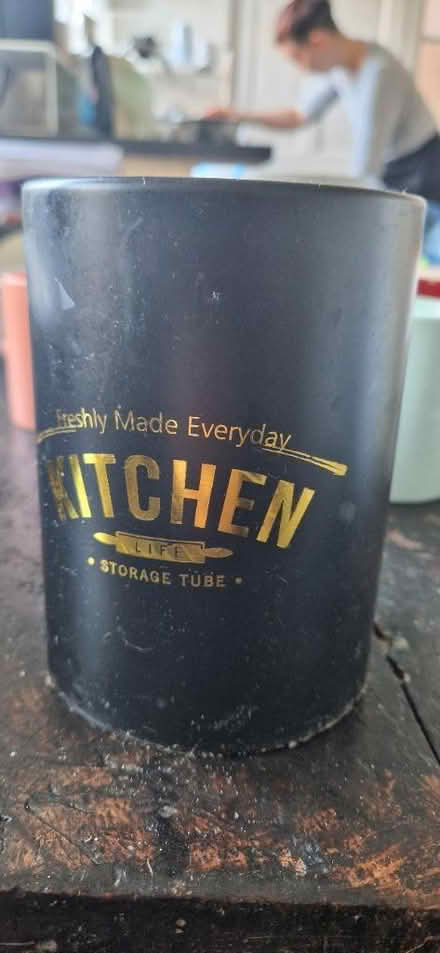 Freshly Made Everyday
KITCHEN
LIFE
• STORAGE TUBE •